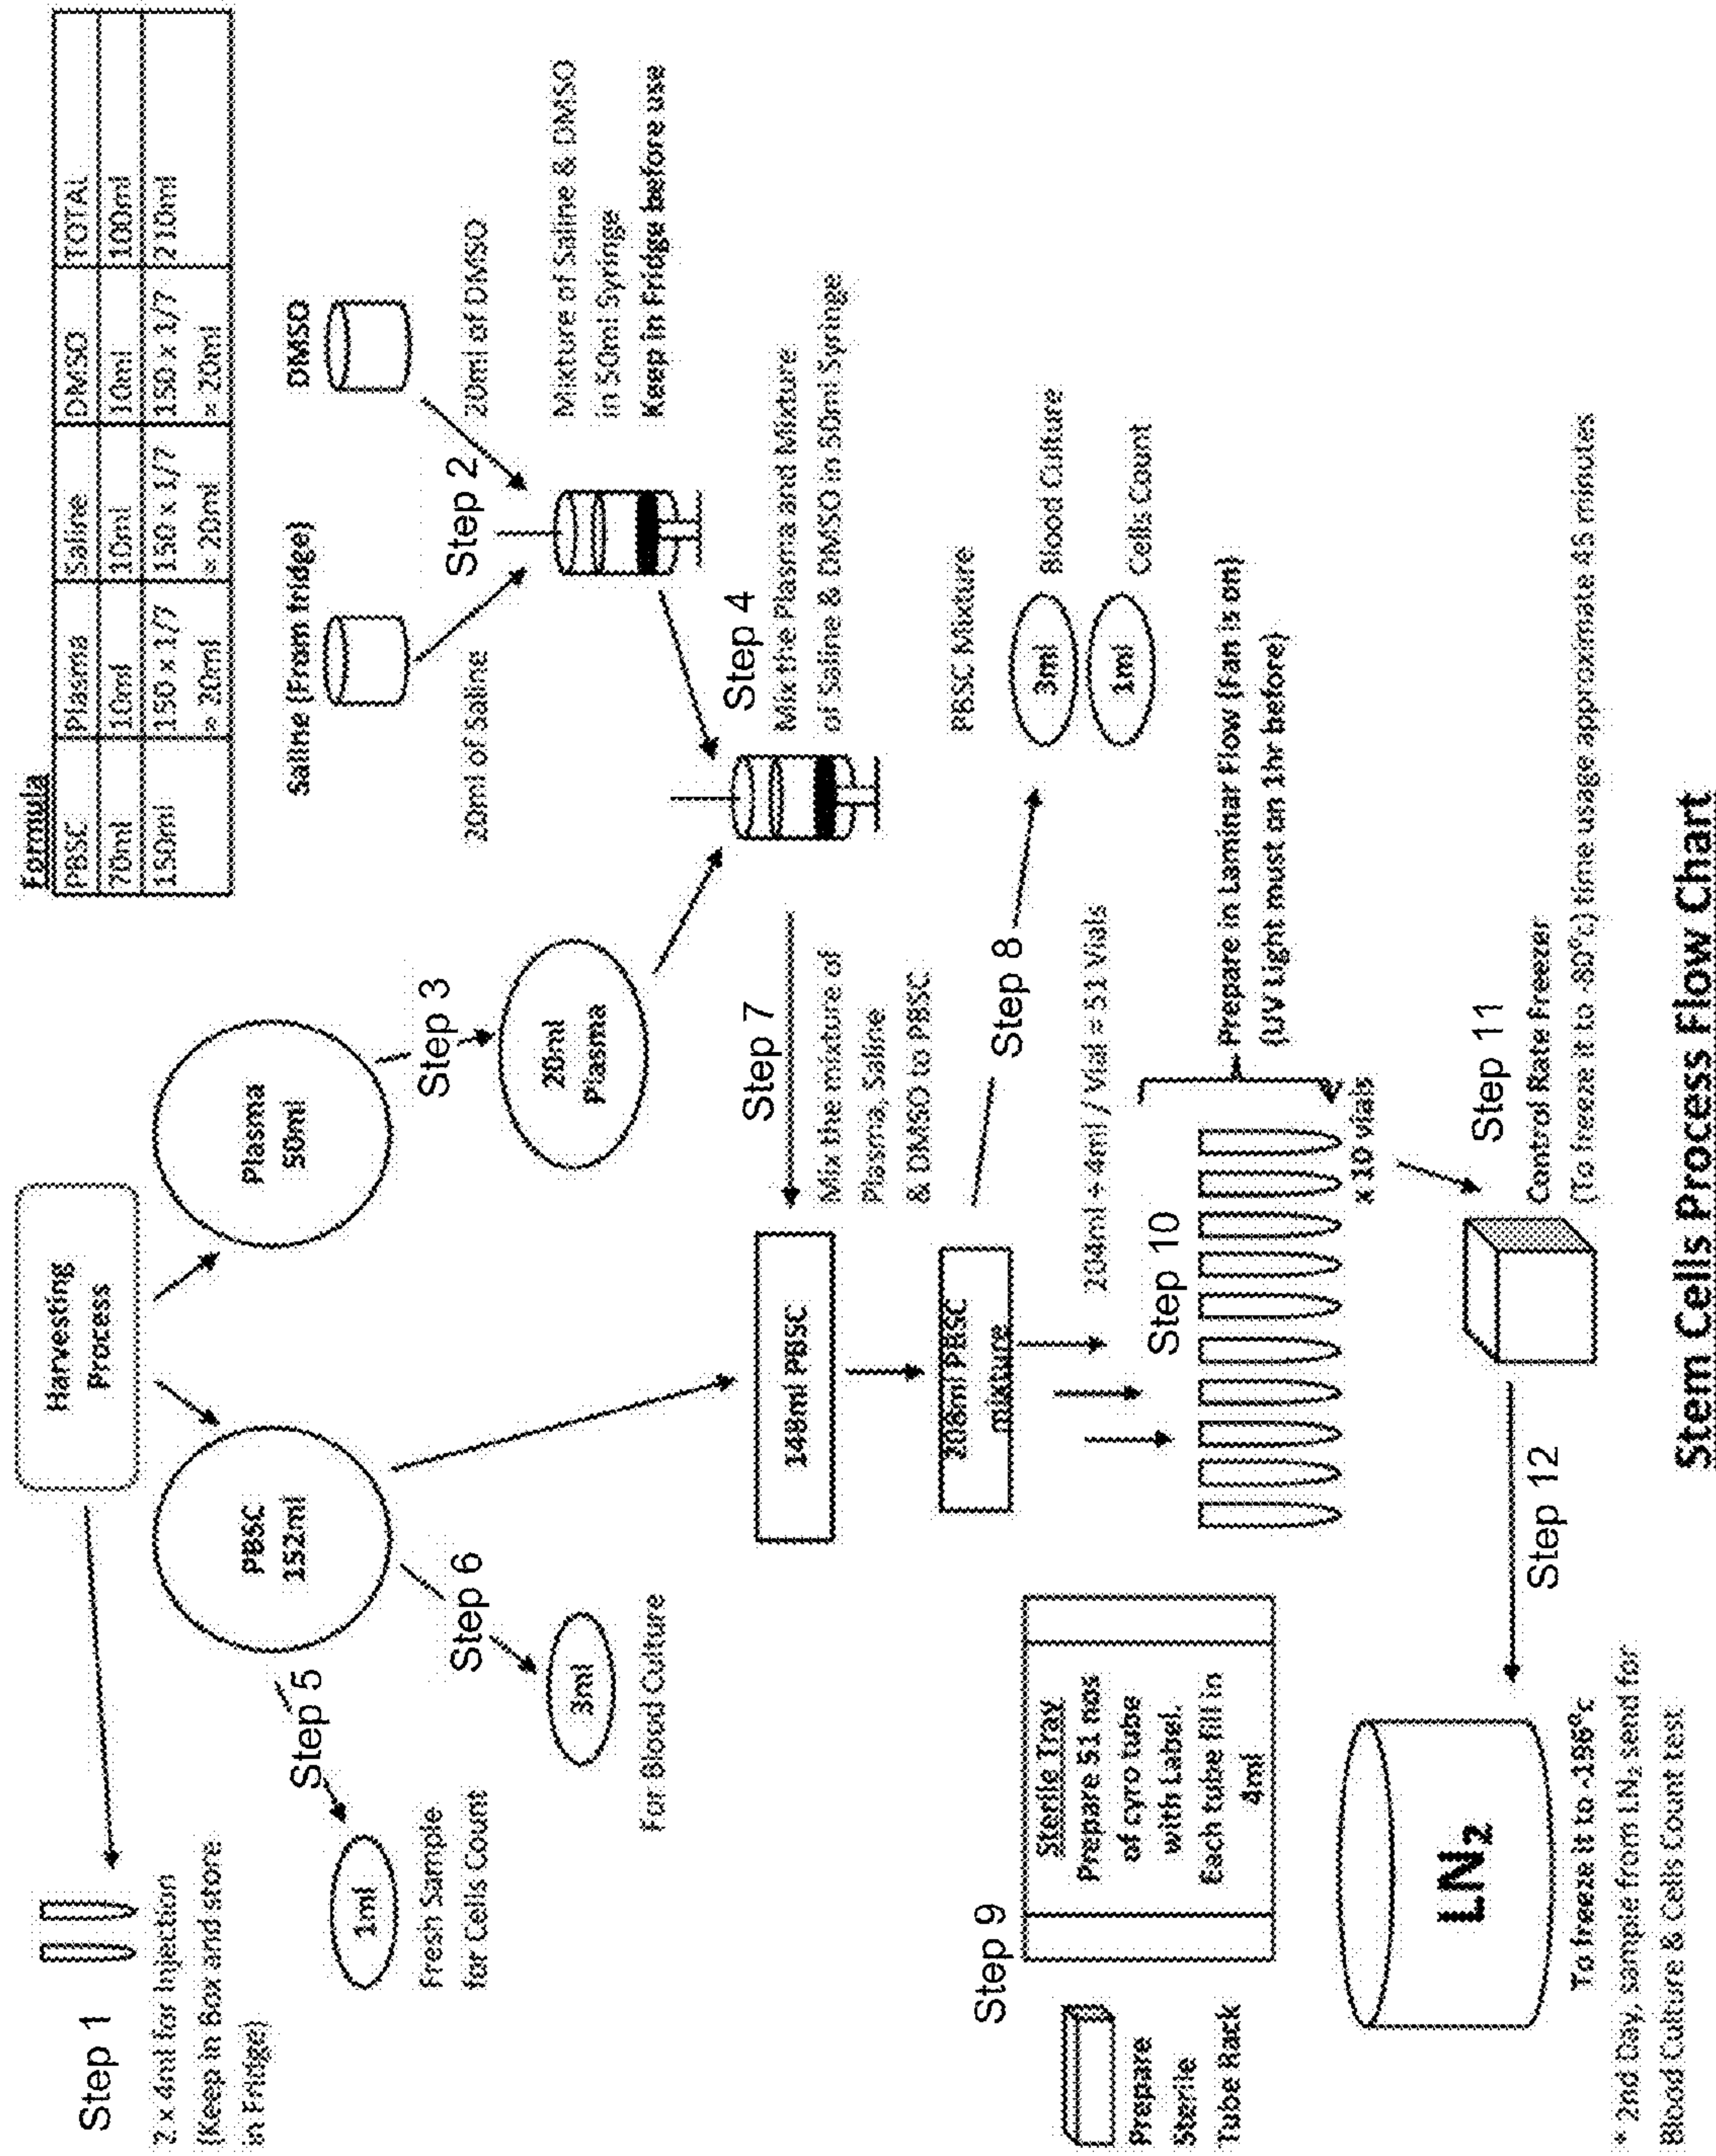 Step 1
2 x 4ml for Injection
(Keep in Box and store
in Fridge)
Harvesting
Process
Formula
PBSC Plasma Saline DMSO TOTAL
70ml 10ml 10ml 10ml 100ml
150ml 150 x 1/7 150 x 1/7 150 x 1/7 210ml
= 20ml = 20ml = 20ml
PBSC
152ml
Plasma
50ml
Saline (From fridge)
DMSO
Step 5
1ml
Fresh Sample
for Cells Count
Step 6
3ml
For Blood Culture
Step 3
20ml
Plasma
20ml of Saline
Step 2
20ml of DMSO
Mixture of Saline & DMSO
in 50ml Syringe
Keep in Fridge before use
Step 4
Mix the Plasma and Mixture
of Saline & DMSO in 50ml Syringe
148ml PBSC
Step 7
Mix the mixture of
Plasma, Saline
& DMSO to PBSC
208ml PBSC
mixture
Step 8
PBSC Mixture
3ml
Blood Culture
1ml
Cells Count
204ml ÷ 4ml / Vial = 51 Vials
Step 9
Prepare
Sterile
Tube Rack
Sterile Tray
Prepare 51 nos
of cyro tube
with Label.
Each tube fill in
4ml
Step 10
x 10 vials
Prepare in Laminar Flow (Fan is on)
(UV Light must on 1hr before)
Step 11
Control Rate Freezer
(To freeze it to -80°c) time usage approximate 45 minutes
Step 12
LN2
To freeze it to -196°c
* 2nd Day, sample from LN2 send for
Blood Culture & Cells Count test
Stem Cells Process Flow Chart